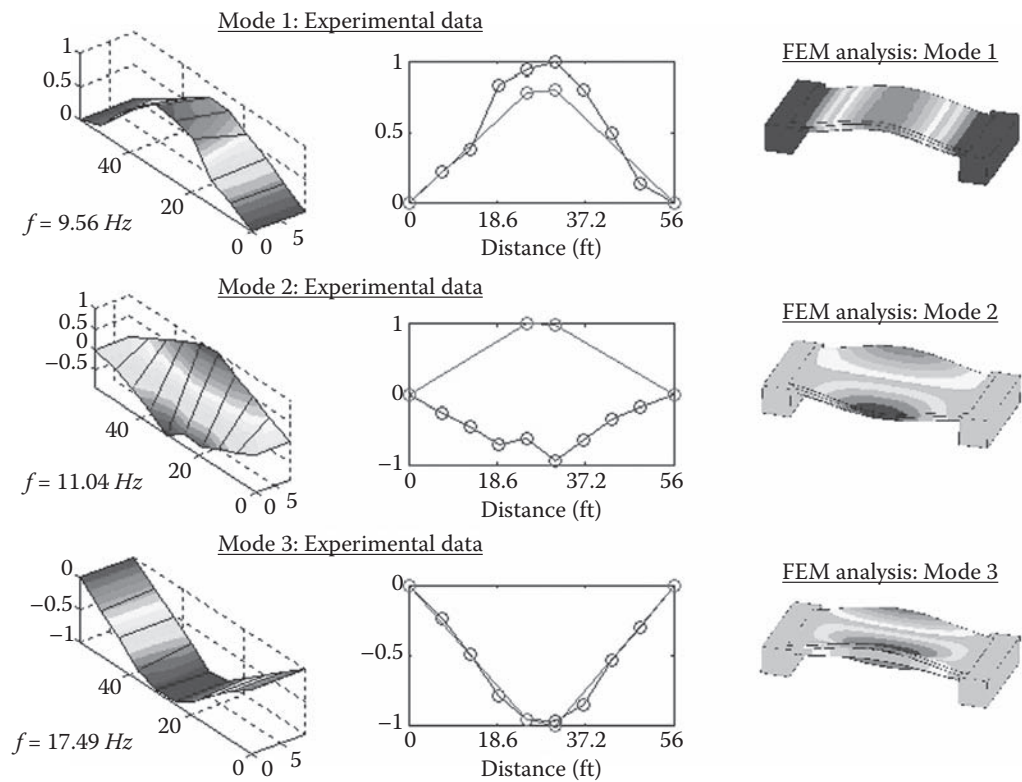 Mode 1: Experimental data
1
0.5
0
40
20
0 0 5
f = 9.56 Hz
1
0.5
0
0 18.6 37.2 56
Distance (ft)
FEM analysis: Mode 1
Mode 2: Experimental data
1
0.5
0
−0.5
40
20
0 0 5
f = 11.04 Hz
1
0
−1
0 18.6 37.2 56
Distance (ft)
FEM analysis: Mode 2
Mode 3: Experimental data
0
−0.5
−1
40
20
0 0 5
f = 17.49 Hz
0
−0.5
−1
0 18.6 37.2 56
Distance (ft)
FEM analysis: Mode 3